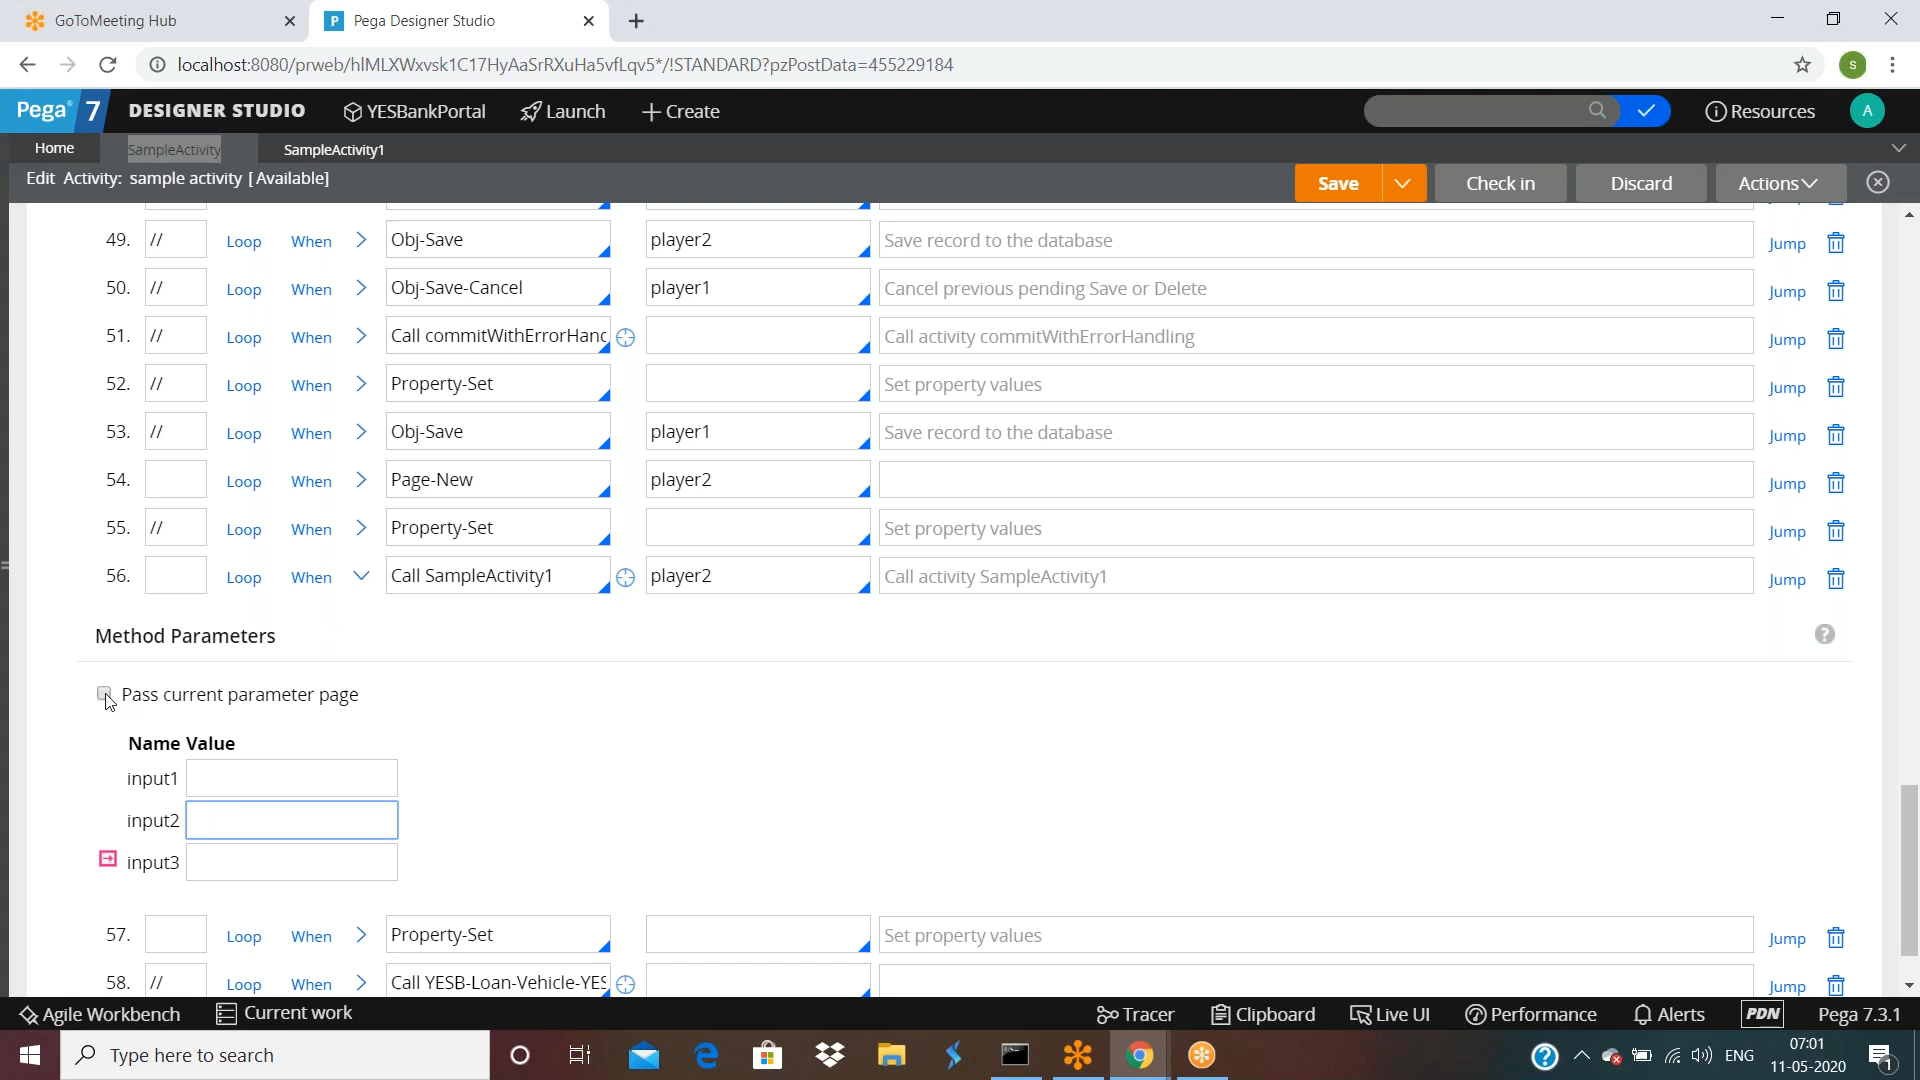 GoToMeeting Hub
P Pega Designer Studio
localhost:8080/prweb/hlMLXWxvsk1C17HyAaSrRXuHa5vfLqv5*/!STANDARD?pzPostData=455229184
s
Pega 7 DESIGNER STUDIO YESBankPortal Launch Create Resources A
Home SampleActivity SampleActivity1
Edit Activity: sample activity [Available] Save Check in Discard Actions
49. // Loop When Obj-Save player2 Save record to the database Jump
50. // Loop When Obj-Save-Cancel player1 Cancel previous pending Save or Delete Jump
51. // Loop When Call commitWithErrorHanc Call activity commitWithErrorHandling Jump
52. // Loop When Property-Set Set property values Jump
53. // Loop When Obj-Save player1 Save record to the database Jump
54. Loop When Page-New player2 Jump
55. // Loop When Property-Set Set property values Jump
56. Loop When Call SampleActivity1 player2 Call activity SampleActivity1 Jump
Method Parameters ?
Pass current parameter page
Name Value
input1
input2
input3
57. Loop When Property-Set Set property values Jump
58. // Loop When Call YESB-Loan-Vehicle-YES Jump
Agile Workbench Current work Tracer Clipboard Live UI Performance Alerts PDN Pega 7.3.1
Type here to search
ENG
07:01
11-05-2020
1